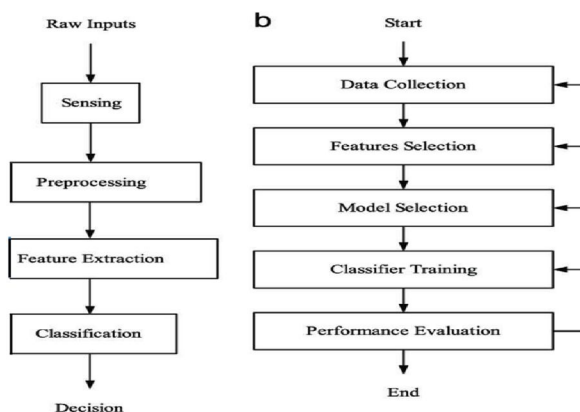 Raw Inputs
Sensing
Preprocessing
Feature Extraction
Classification
Decision
b
Start
Data Collection
Features Selection
Model Selection
Classifier Training
Performance Evaluation
End